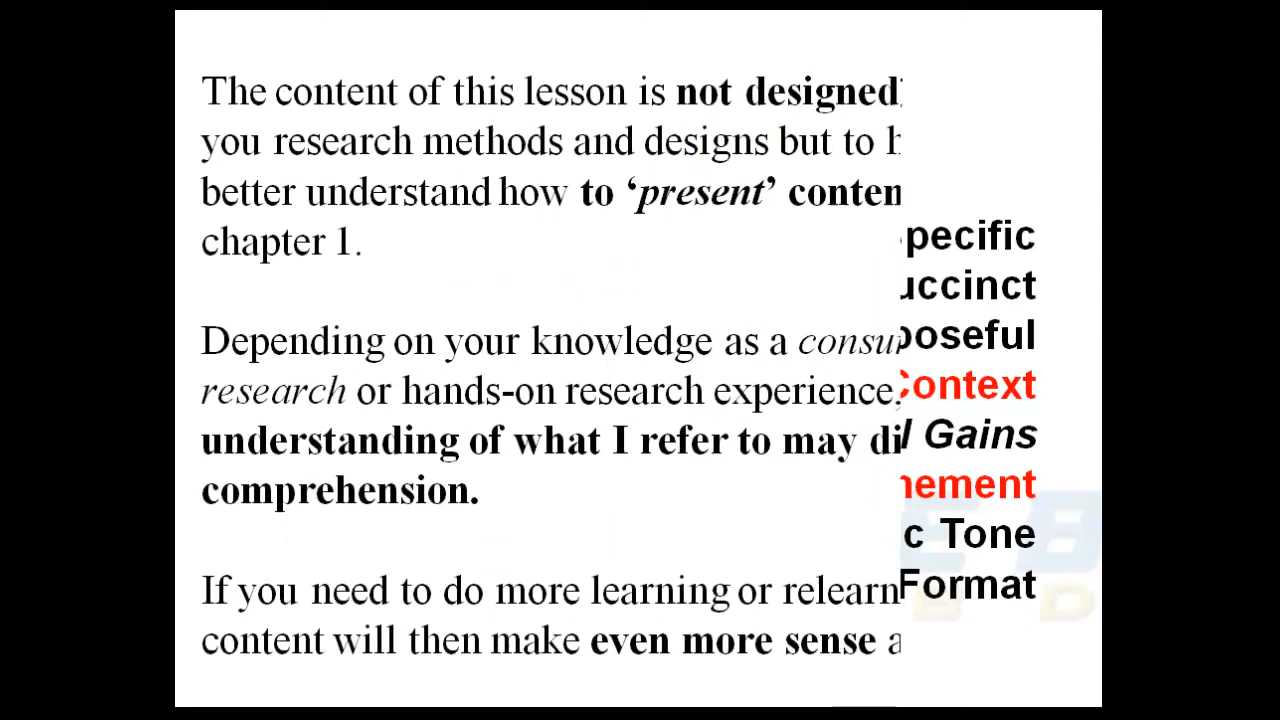 The content of this lesson is not designed
you research methods and designs but to
better understand how to ‘present’
chapter 1.
Depending on your knowledge as a
research or hands-on research experience,
understanding of what I refer to may
comprehension.
If you need to do more learning or
content will then make even more sense
pecific
uccinct
poseful
Context
Gains
nement
c Tone
Format